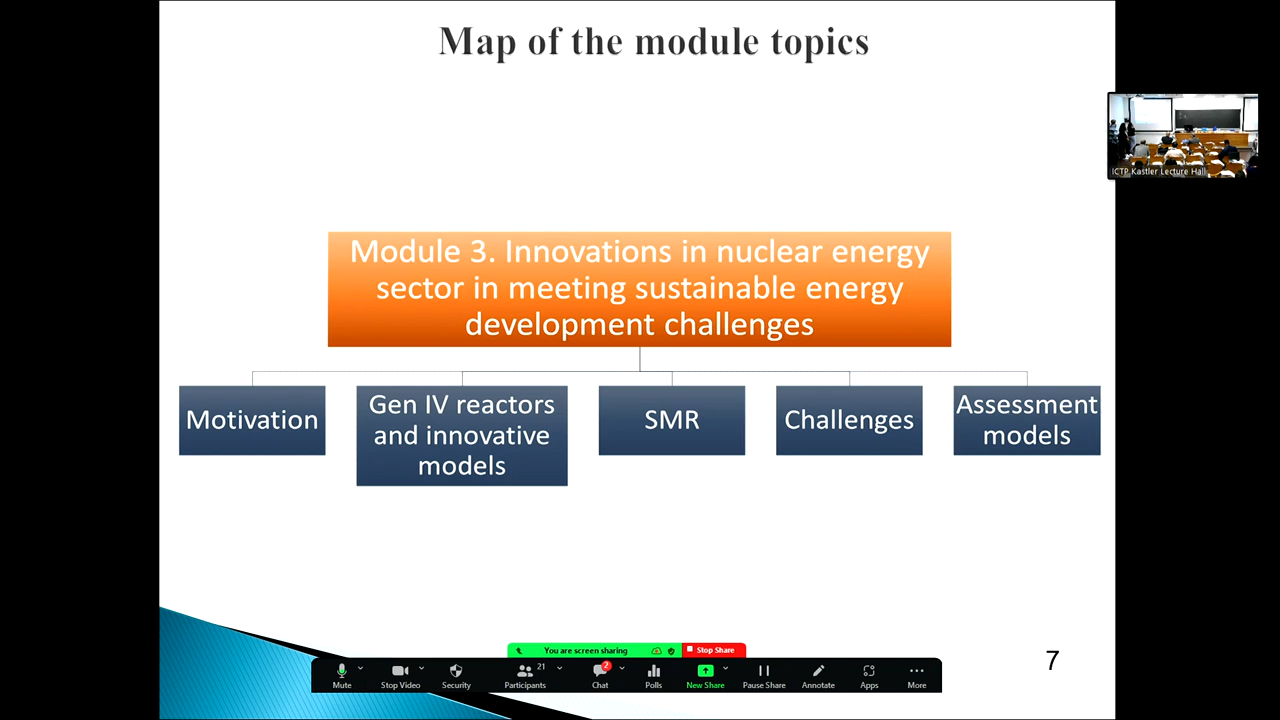 Map of the module topics
ICTP Kastler Lecture Hall
Module 3. Innovations in nuclear energy
sector in meeting sustainable energy
development challenges
Motivation
Gen IV reactors
and innovative
models
SMR
Challenges
Assessment
models
You are screen sharing
Stop Share
7
Mute
Stop Video
Security
21
Participants
2
Chat
Polls
New Share
Pause Share
Annotate
Apps
More